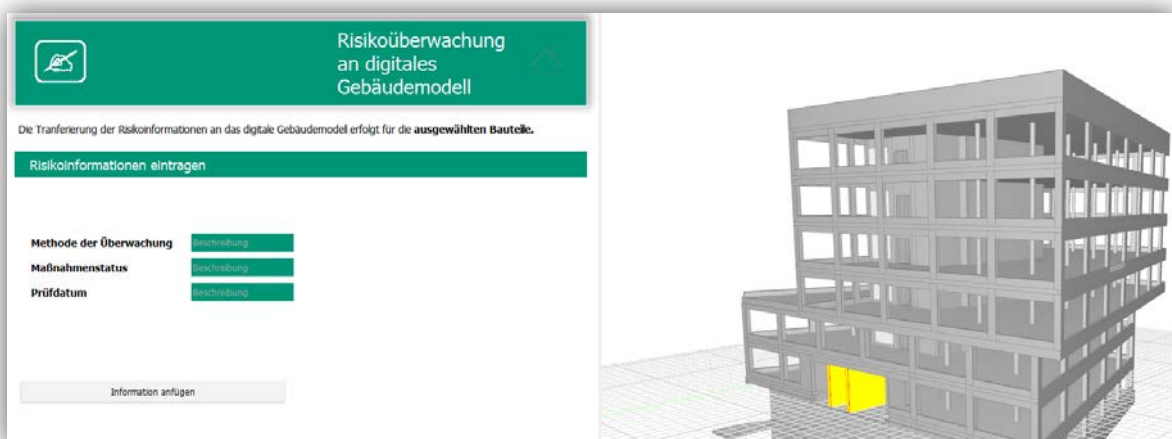 Risikoüberwachung
an digitales
Gebäudemodell
Die Tranferierung der Risikoinformationen an das digitale Gebäudemodel erfolgt für die ausgewählten Bauteile.
Risikoinformationen eintragen
Methode der Überwachung Beschreibung
Maßnahmenstatus Beschreibung
Prüfdatum Beschreibung
Information anfügen